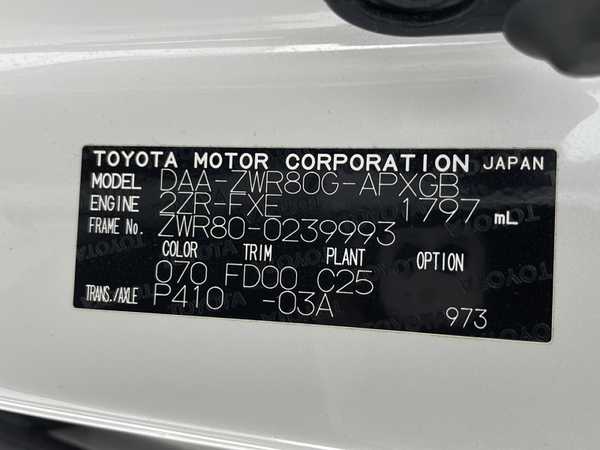 TOYOTA MOTOR CORPORATION JAPAN
MODEL DAA-ZWR80G-APXGB
ENGINE 2ZR-FXE 1797 mL
FRAME No. ZWR80-0239993
COLOR TRIM PLANT OPTION
070 FD00 C25
TRANS./AXLE P410 -03A
973